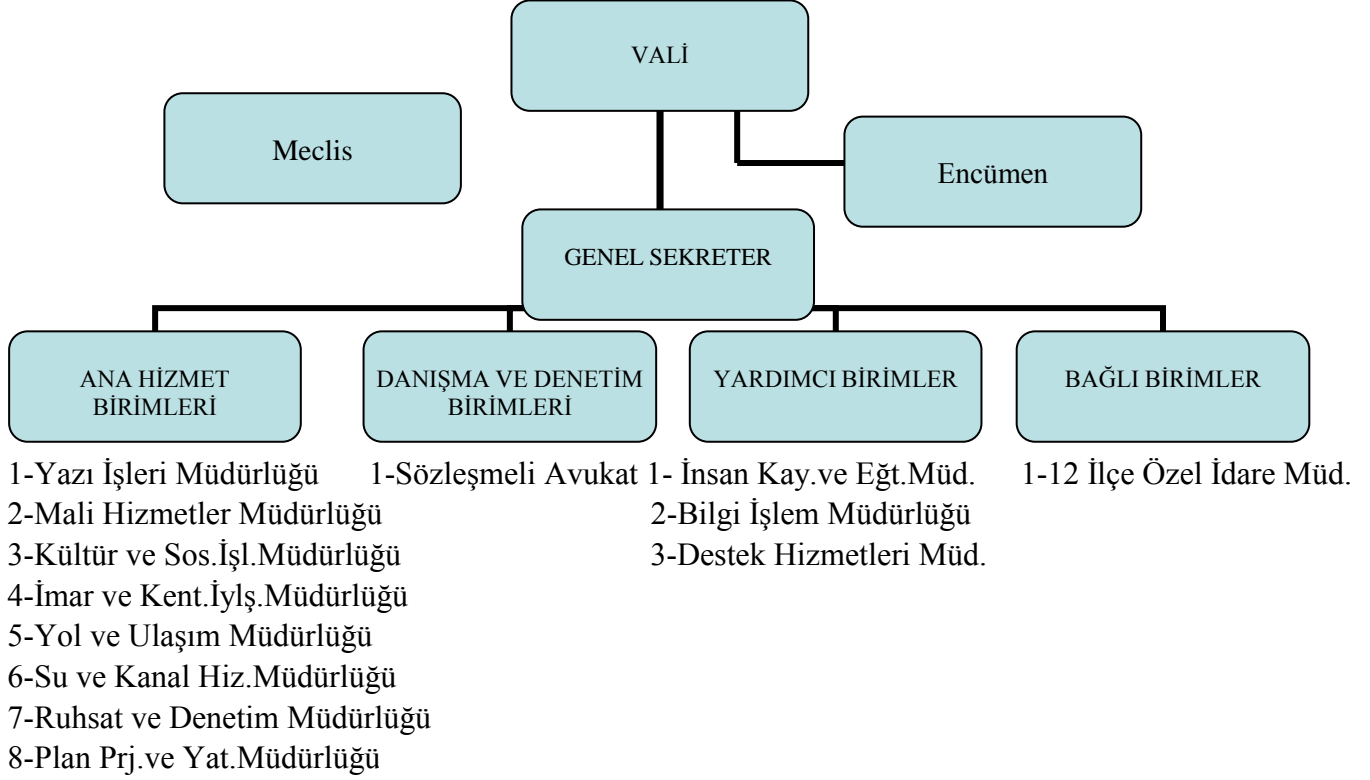 VALİ
Meclis
Encümen
GENEL SEKRETER
ANA HİZMET
BİRİMLERİ
DANIŞMA VE DENETİM
BİRİMLERİ
YARDIMCI BİRİMLER
BAĞLI BİRİMLER
1-Yazı İşleri Müdürlüğü
2-Mali Hizmetler Müdürlüğü
3-Kültür ve Sos.İşl.Müdürlüğü
4-İmar ve Kent.İylş.Müdürlüğü
5-Yol ve Ulaşım Müdürlüğü
6-Su ve Kanal Hiz.Müdürlüğü
7-Ruhsat ve Denetim Müdürlüğü
8-Plan Prj.ve Yat.Müdürlüğü
1-Sözleşmeli Avukat
1- İnsan Kay.ve Eğt.Müd.
2-Bilgi İşlem Müdürlüğü
3-Destek Hizmetleri Müd.
1-12 İlçe Özel İdare Müd.